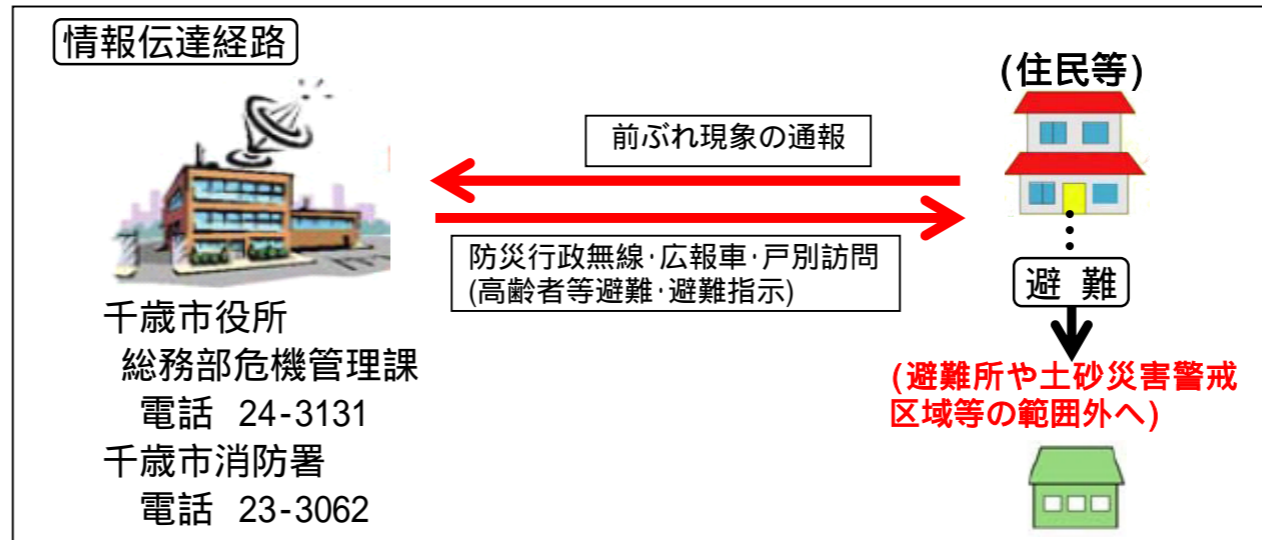 情報伝達経路
(住民等)
前ぶれ現象の通報
防災行政無線･広報車･戸別訪問
(高齢者等避難･避難指示)
避 難
千歳市役所
総務部危機管理課
電話 24-3131
千歳市消防署
電話 23-3062
(避難所や土砂災害警戒
区域等の範囲外へ)